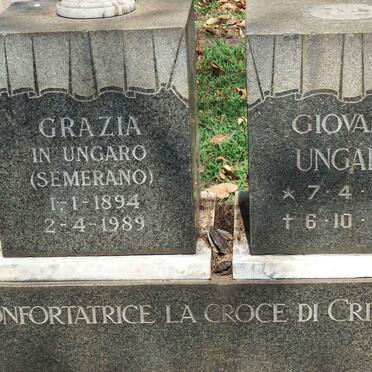 GRAZIA
IN UNGARO
(SEMERANO)
1-1-1894
2-4-1989
GIOVA
UNGA
★ 7-4-
✝ 6-10-
ONFORTATRICE LA CROCE DI CRI